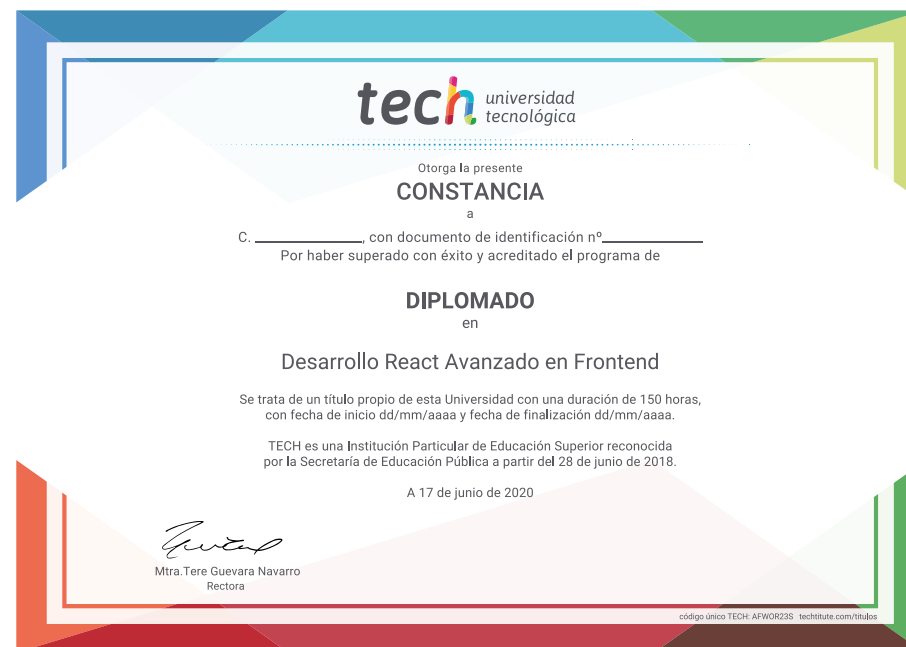 tech universidad
tecnológica
Otorga la presente
CONSTANCIA
a
C. ____________, con documento de identificación nº____________
Por haber superado con éxito y acreditado el programa de
DIPLOMADO
en
Desarrollo React Avanzado en Frontend
Se trata de un título propio de esta Universidad con una duración de 150 horas,
con fecha de inicio dd/mm/aaaa y fecha de finalización dd/mm/aaaa.
TECH es una Institución Particular de Educación Superior reconocida
por la Secretaría de Educación Pública a partir del 28 de junio de 2018.
A 17 de junio de 2020
Mtra.Tere Guevara Navarro
Rectora
código único TECH: AFWOR23S techtitute.com/titulos